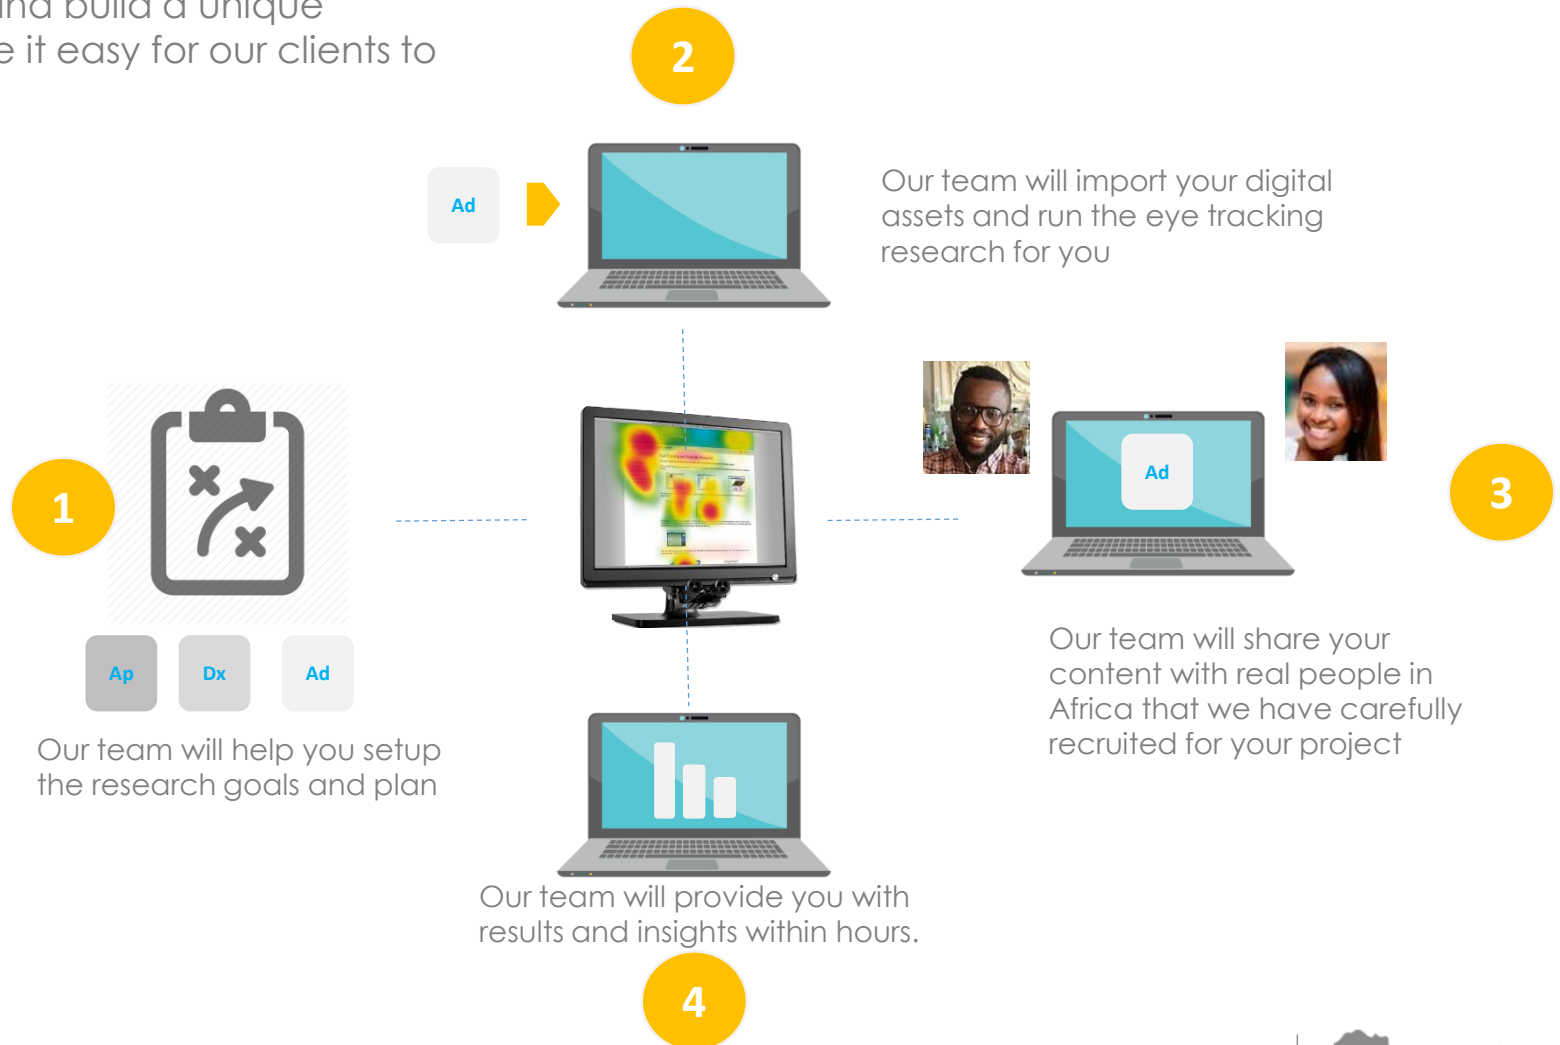 and build a unique
it easy for our clients to
2
Ad
Our team will import your digital
assets and run the eye tracking
research for you
1
Ap Dx Ad
Our team will help you setup
the research goals and plan
Ad
3
Our team will share your
content with real people in
Africa that we have carefully
recruited for your project
Our team will provide you with
results and insights within hours.
4